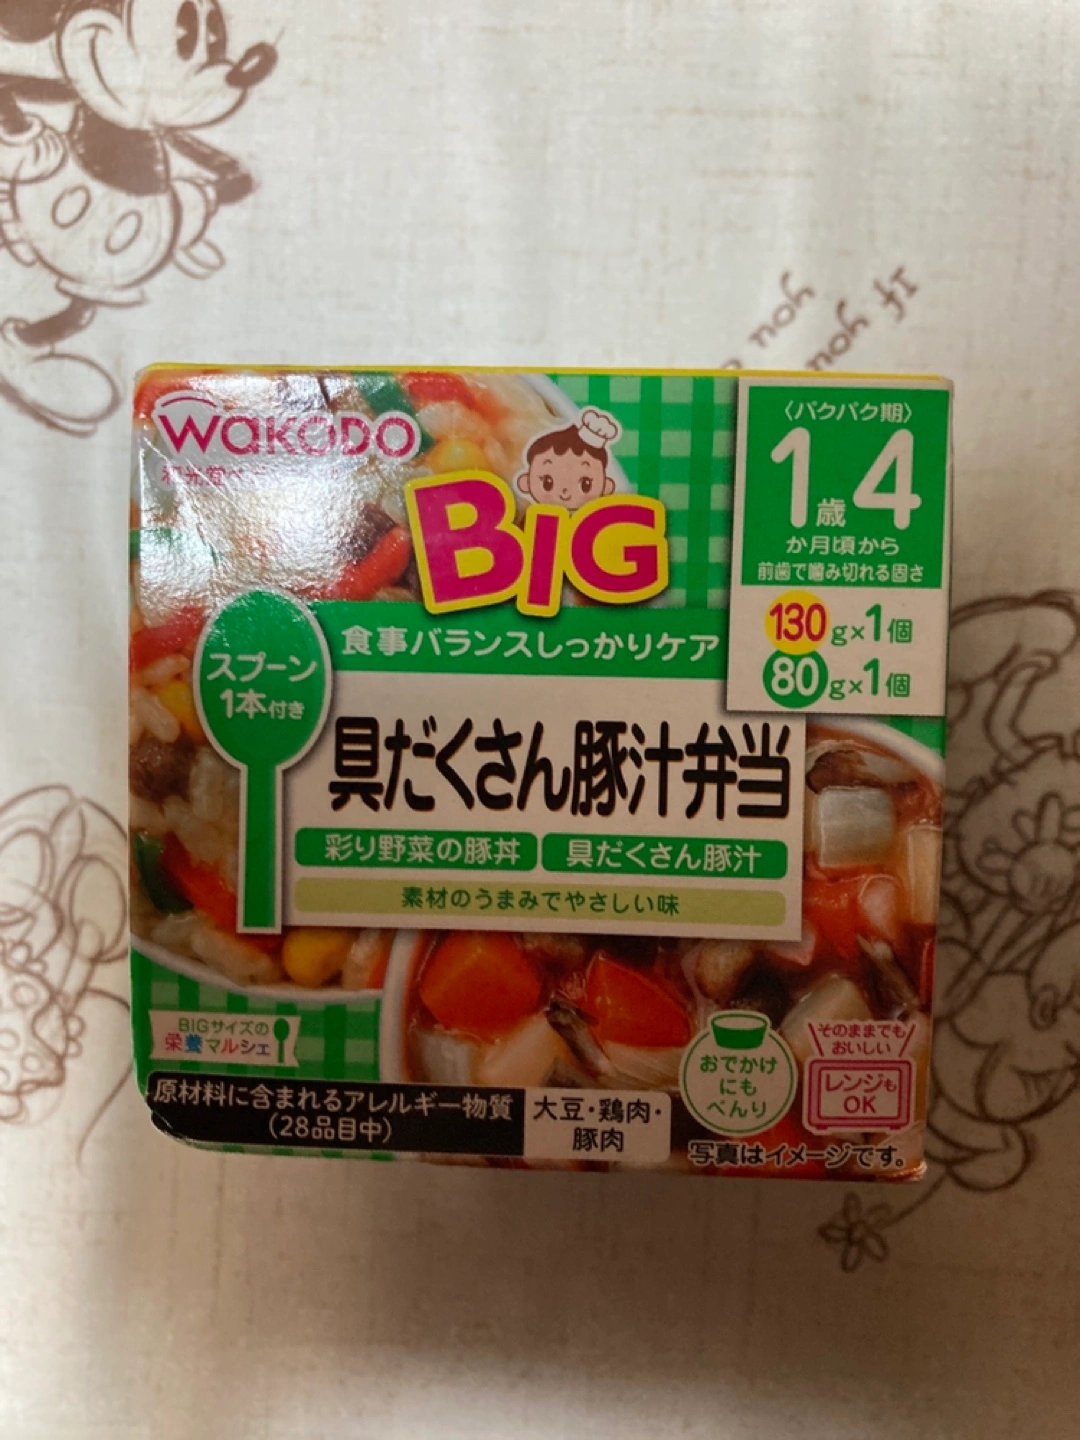 WaKODO
BIG
〈パクパク期〉
1歳4
か月頃から
前歯で噛み切れる固さ
130g×1個
80g×1個
食事バランスしっかりケア
スプーン
1本付き
具だくさん豚汁弁当
彩り野菜の豚丼
具だくさん豚汁
素材のうまみでやさしい味
BIGサイズの
栄養マルシェ
おでかけ
にも
べんり
そのままでも
おいしい
レンジも
OK
原材料に含まれるアレルギー物質
(28品目中)
大豆・鶏肉・
豚肉
写真はイメージです。